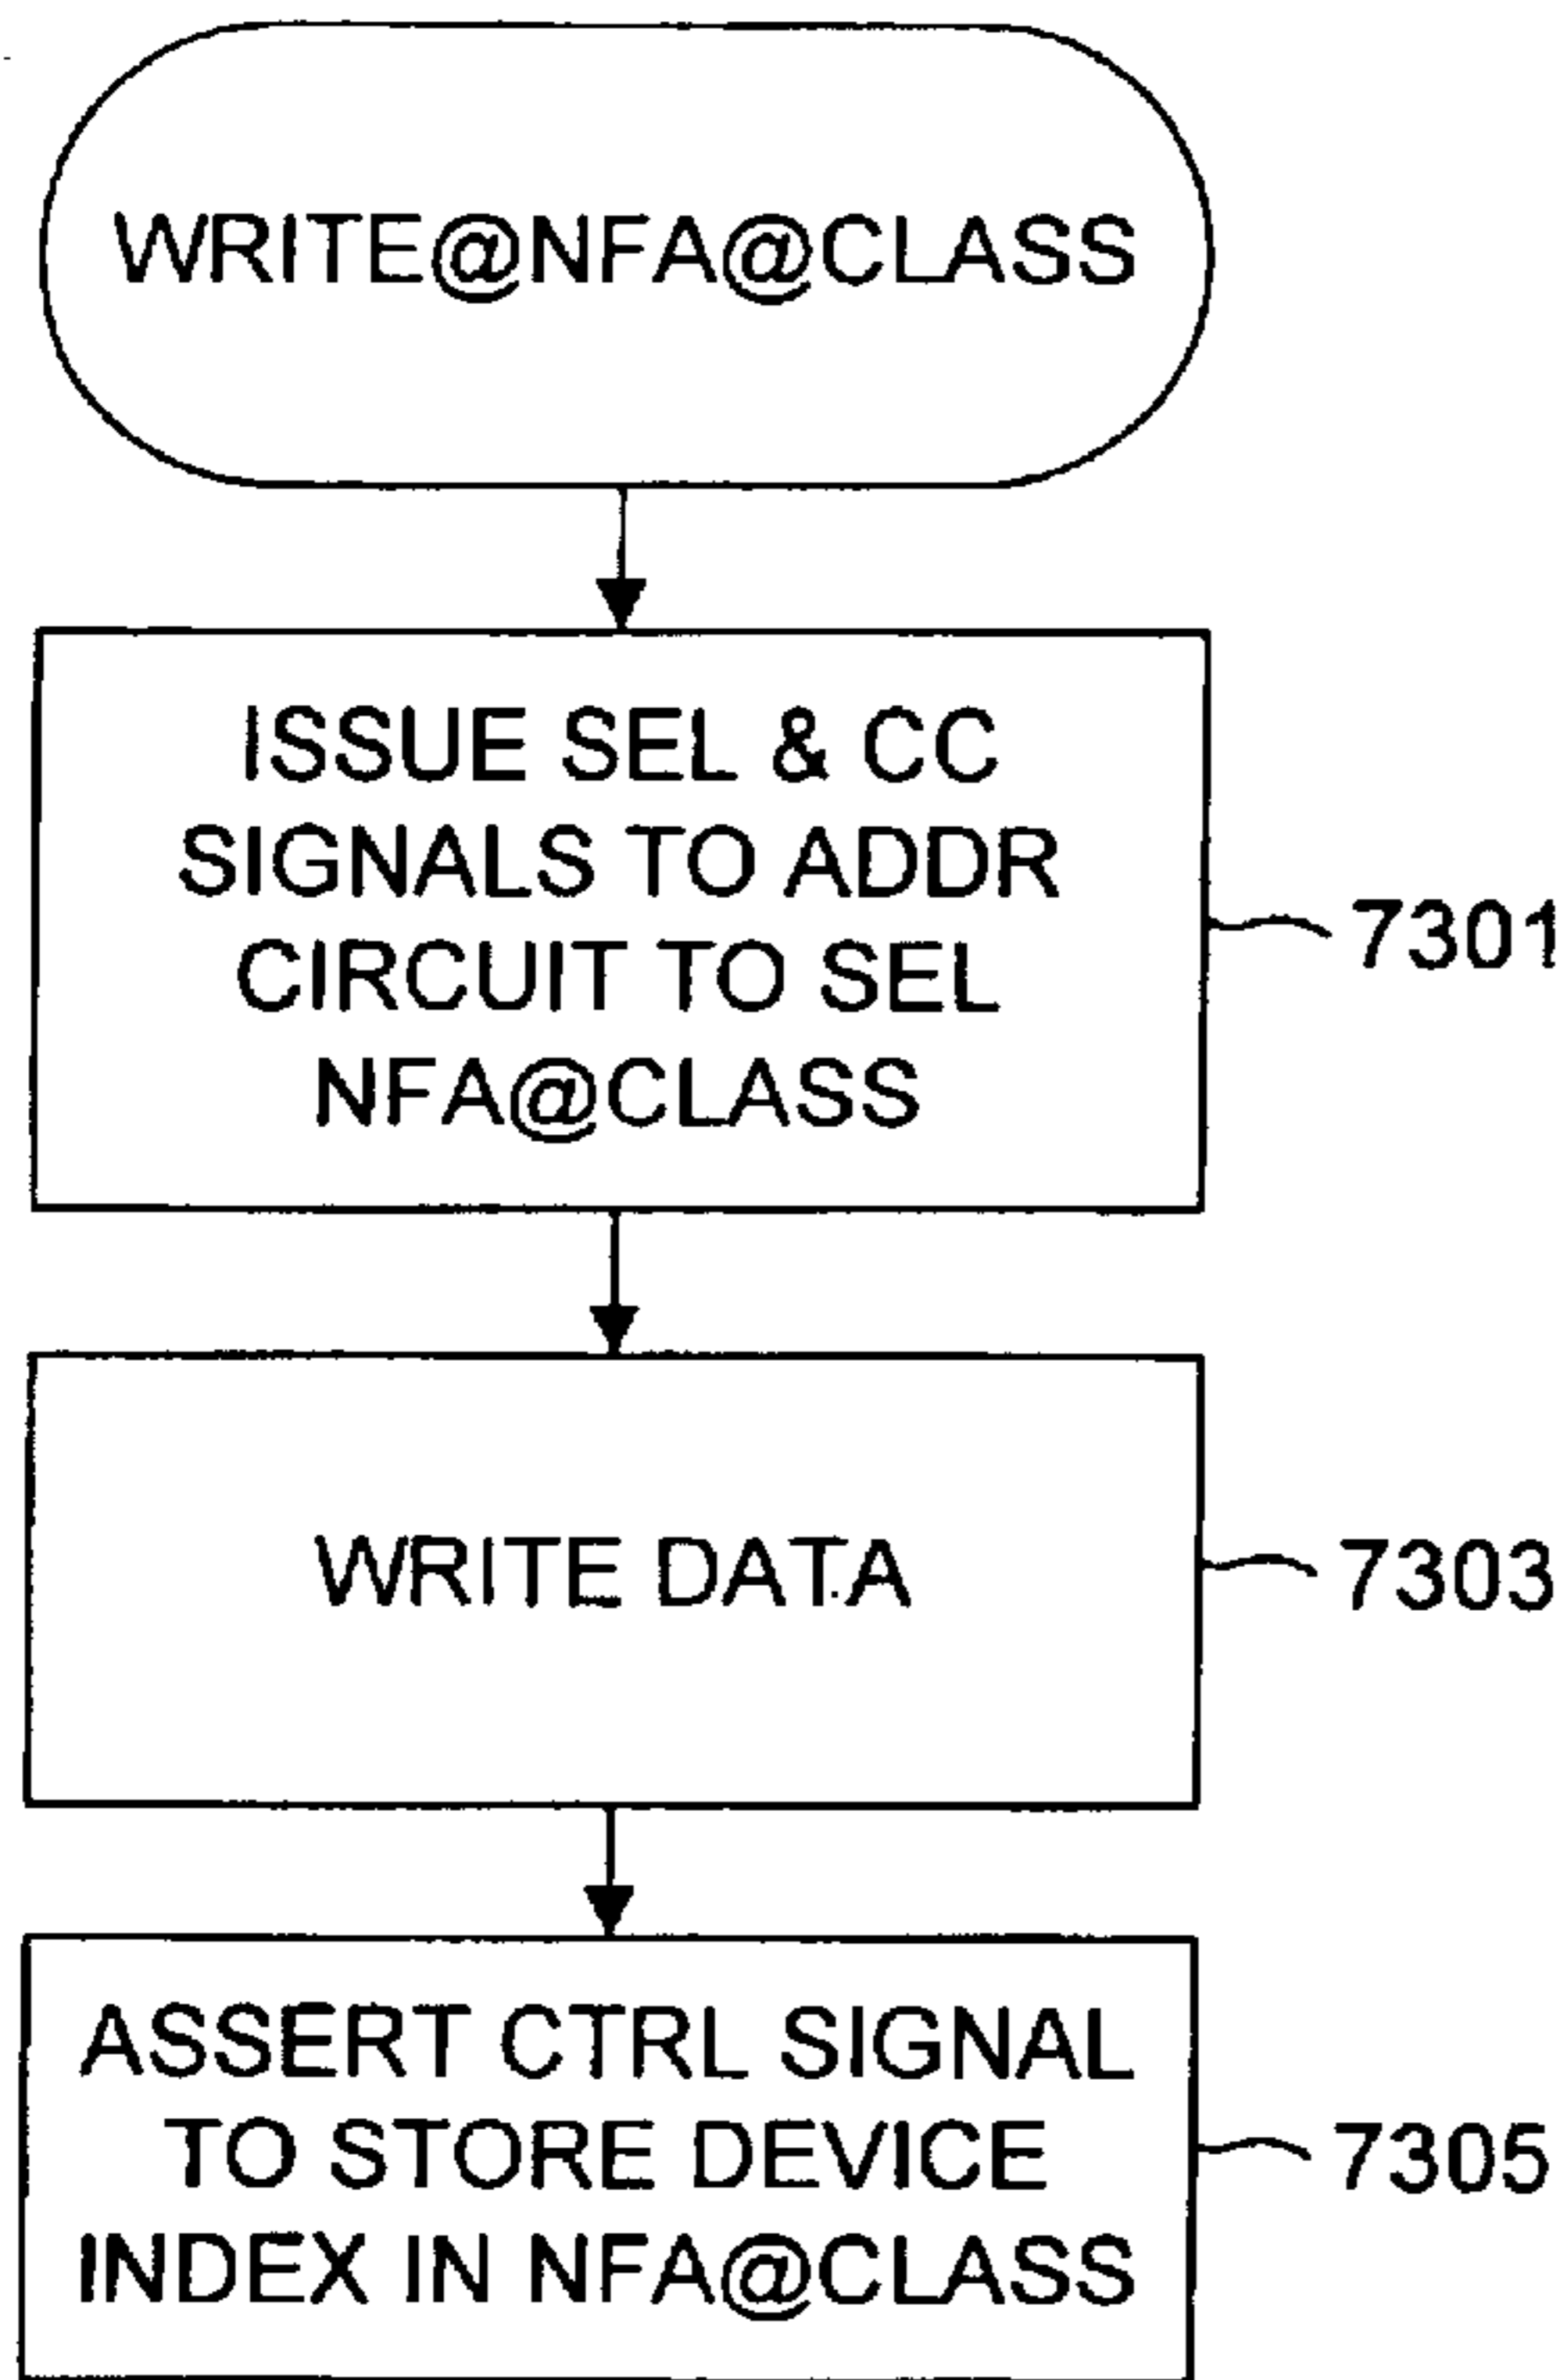 WRITE@NFA@CLASS
ISSUE SEL & CC
SIGNALS TO ADDR
CIRCUIT TO SEL
NFA@CLASS
7301
WRITE DATA
7303
ASSERT CTRL SIGNAL
TO STORE DEVICE
INDEX IN NFA@CLASS
7305